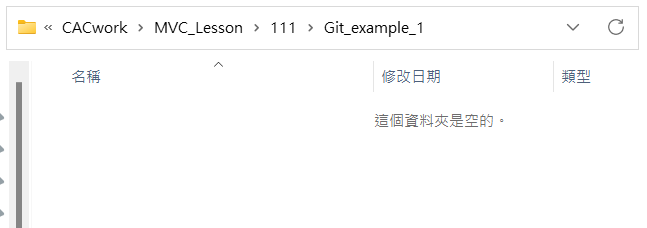 « CACwork > MVC_Lesson > 111 > Git_example_1
名稱 修改日期 類型
這個資料夾是空的。